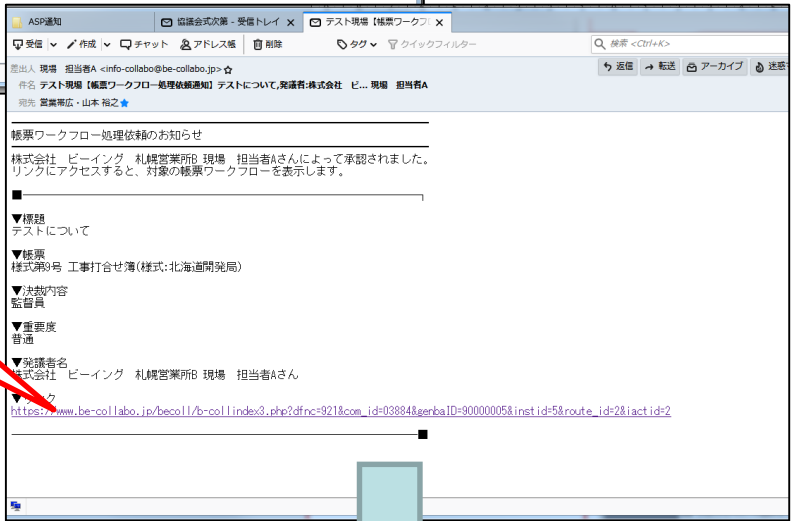 ASP通知
協議会式次第 - 受信トレイ ×
テスト現場【帳票ワークフロ ×
受信 作成 チャット アドレス帳 削除 タグ クイックフィルター 検索 <Ctrl+K>
差出人 現場 担当者A <info-collabo@be-collabo.jp>
返信 転送 アーカイブ 迷惑
件名 テスト現場【帳票ワークフロー処理依頼通知】テストについて,発議者:株式会社 ビ... 現場 担当者A
宛先 営業帯広・山本 裕之
帳票ワークフロー処理依頼のお知らせ
株式会社 ビーイング 札幌営業所B 現場 担当者Aさんによって承認されました。
リンクにアクセスすると、対象の帳票ワークフローを表示します。
▼標題
テストについて
▼帳票
様式第9号 工事打合せ簿(様式:北海道開発局)
▼決裁内容
監督員
▼重要度
普通
▼発議者名
株式会社 ビーイング 札幌営業所B 現場 担当者Aさん
▼リンク
https://www.be-collabo.jp/becoll/b-collindex3.php?dfnc=921&com_id=03884&genbaID=90000005&instid=5&route_id=2&iactid=2